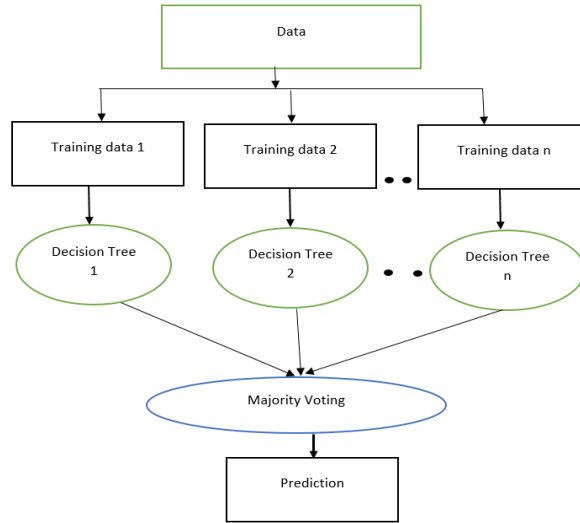 Data
Training data 1
Training data 2
Training data n
Decision Tree
1
Decision Tree
2
Decision Tree
n
Majority Voting
Prediction